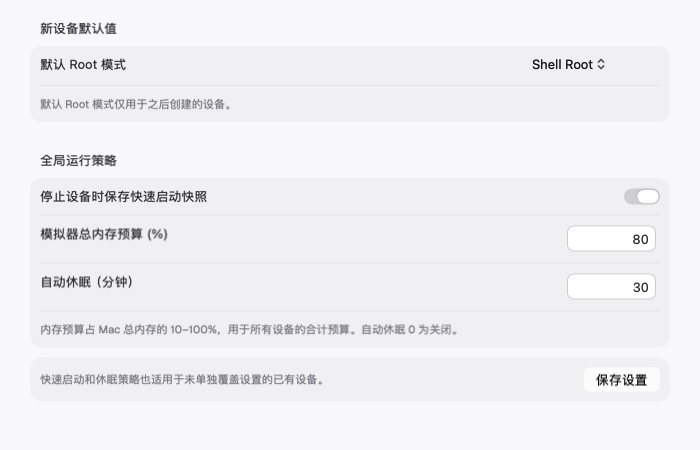 新设备默认值
默认 Root 模式
Shell Root
默认 Root 模式仅用于之后创建的设备。
全局运行策略
停止设备时保存快速启动快照
模拟器总内存预算 (%)
80
自动休眠（分钟）
30
内存预算占 Mac 总内存的 10–100%，用于所有设备的合计预算。自动休眠 0 为关闭。
快速启动和休眠策略也适用于未单独覆盖设置的已有设备。
保存设置